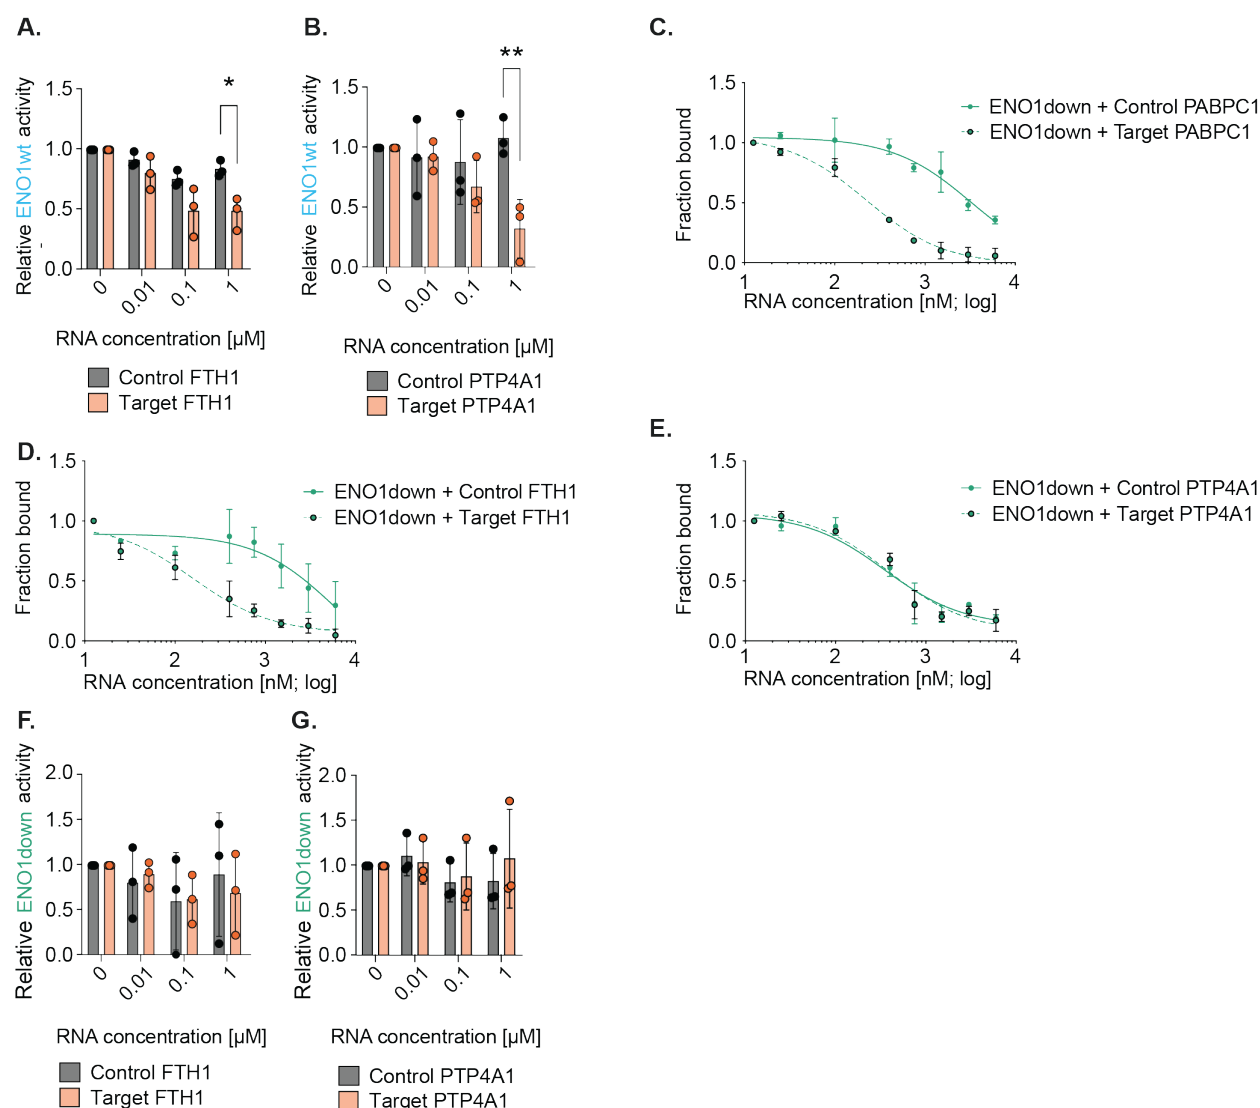 A.
Relative ENO1wt activity
1.5
1.0
0.5
0.0
*
0
0.01
0.1
1
RNA concentration [µM]
Control FTH1
Target FTH1
B.
Relative ENO1wt activity
1.5
1.0
0.5
0.0
**
0
0.01
0.1
1
RNA concentration [µM]
Control PTP4A1
Target PTP4A1
C.
Fraction bound
1.5
1.0
0.5
0.0
1
2
3
4
RNA concentration [nM; log]
ENO1down + Control PABPC1
ENO1down + Target PABPC1
D.
Fraction bound
1.5
1.0
0.5
0.0
1
2
3
4
RNA concentration [nM; log]
ENO1down + Control FTH1
ENO1down + Target FTH1
E.
Fraction bound
1.5
1.0
0.5
0.0
1
2
3
4
RNA concentration [nM; log]
ENO1down + Control PTP4A1
ENO1down + Target PTP4A1
F.
Relative ENO1down activity
2.0
1.5
1.0
0.5
0.0
0
0.01
0.1
1
RNA concentration [µM]
Control FTH1
Target FTH1
G.
Relative ENO1down activity
2.0
1.5
1.0
0.5
0.0
0
0.01
0.1
1
RNA concentration [µM]
Control PTP4A1
Target PTP4A1